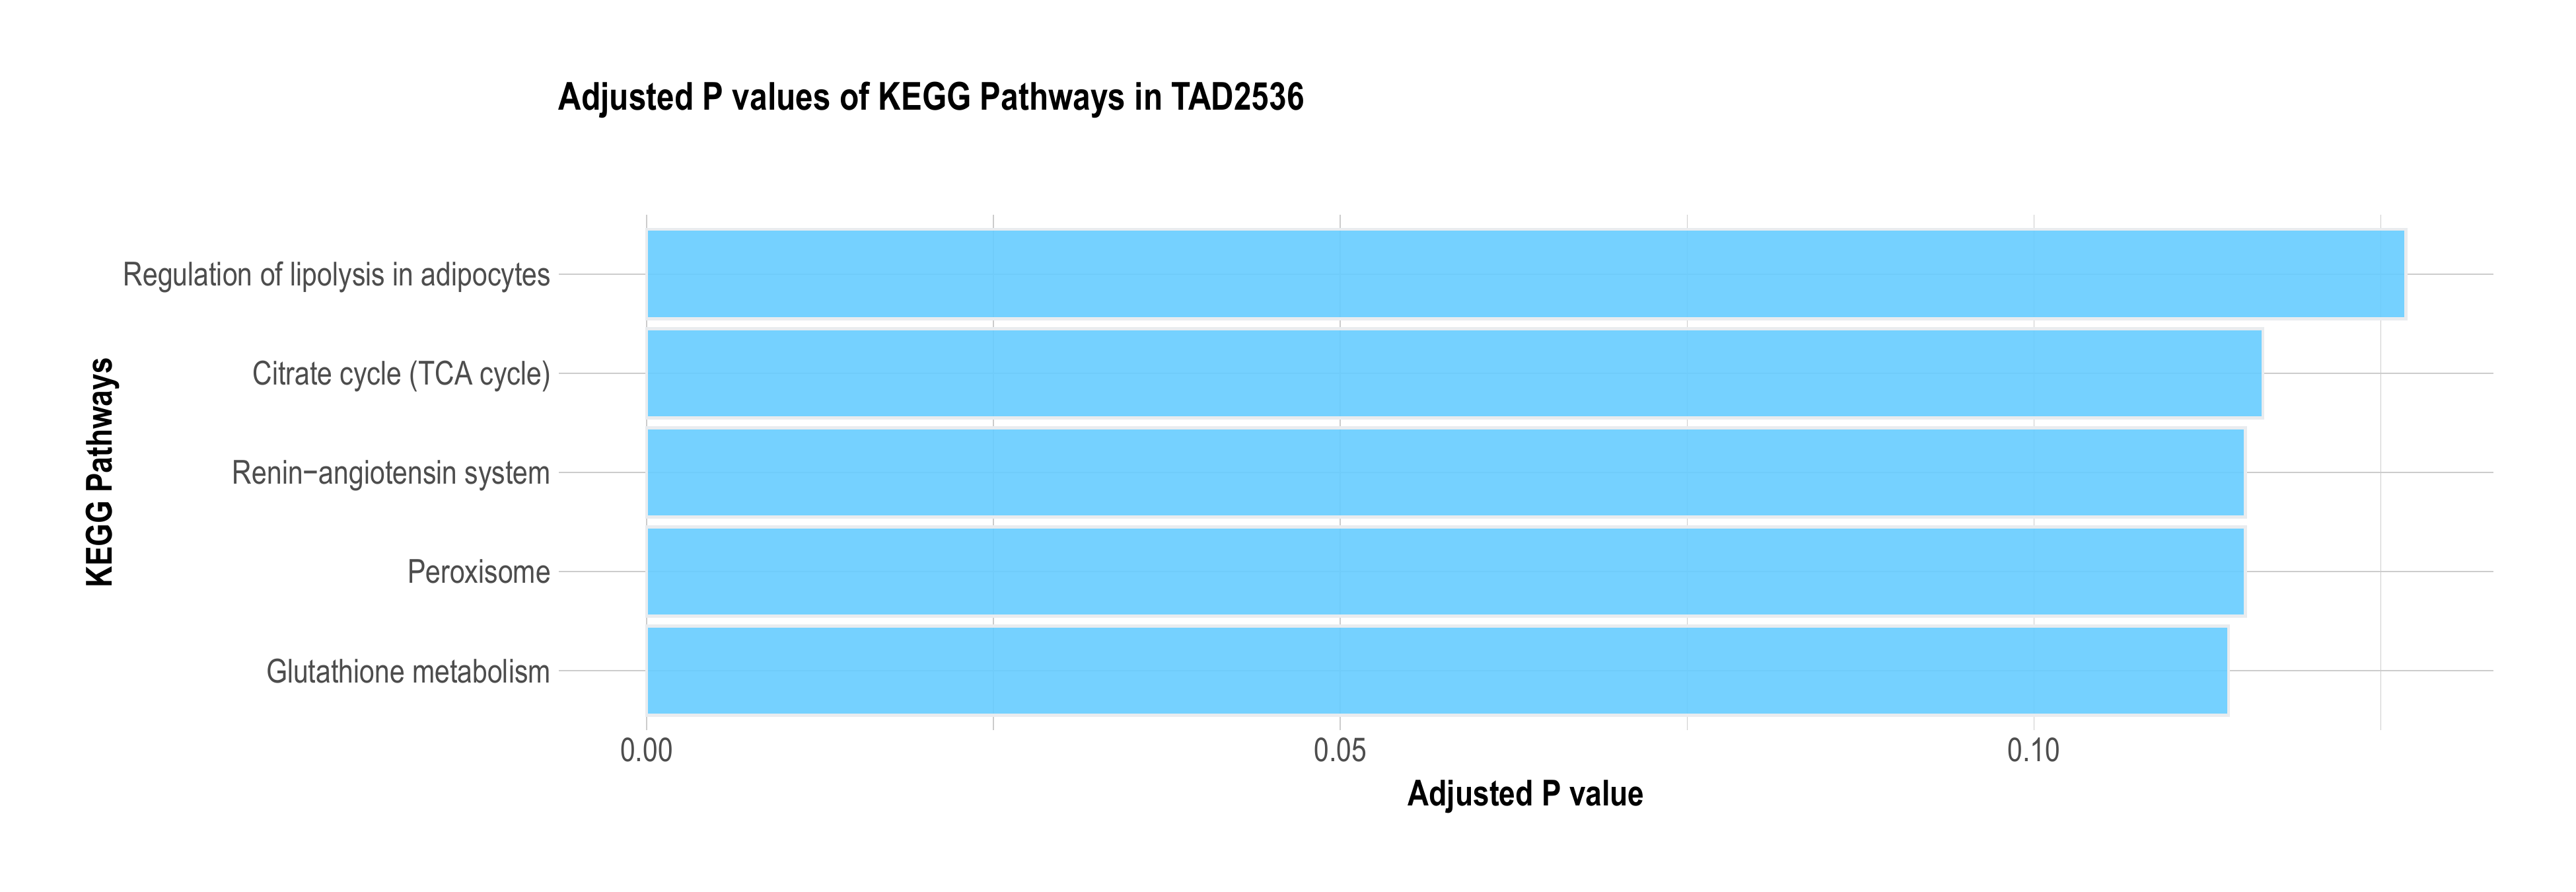 Adjusted P values of KEGG Pathways in TAD2536
KEGG Pathways
Regulation of lipolysis in adipocytes
Citrate cycle (TCA cycle)
Renin−angiotensin system
Peroxisome
Glutathione metabolism
0.00
0.05
0.10
Adjusted P value